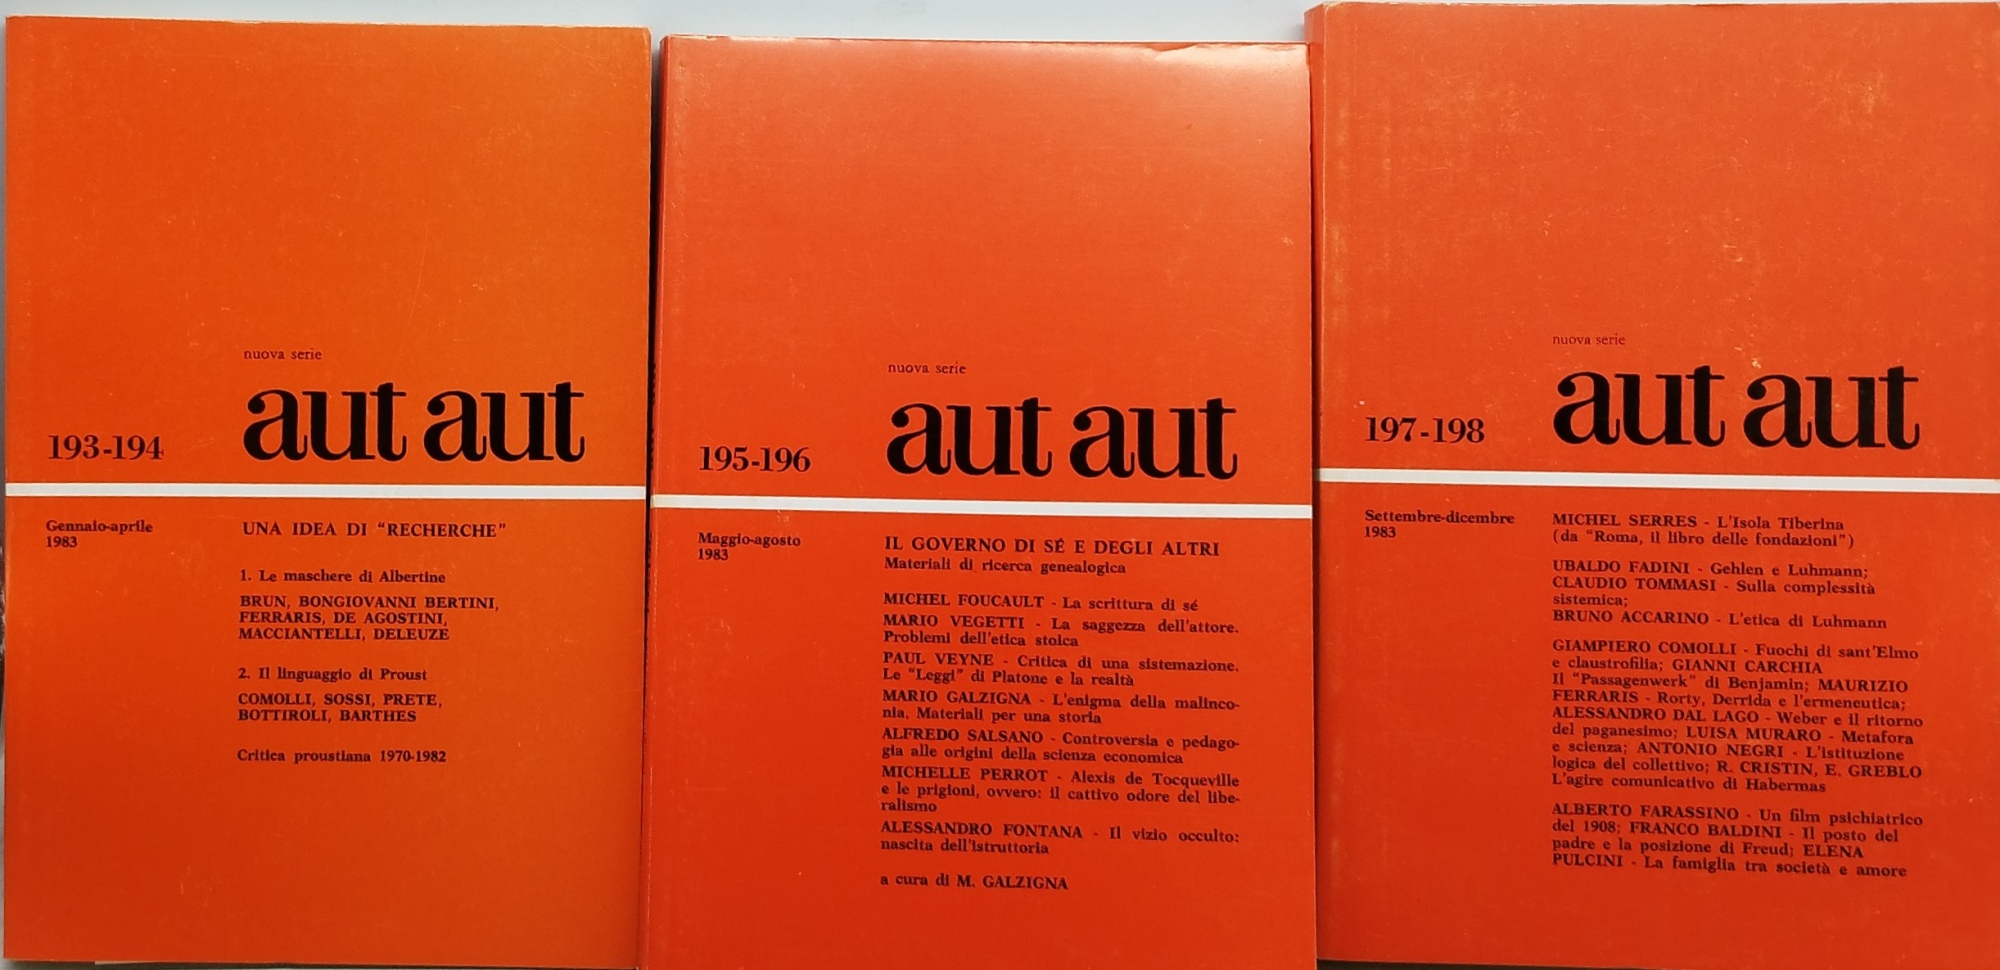 nuova serie
193-194 aut aut
Gennaio-aprile
1983
UNA IDEA DI "RECHERCHE"
1. Le maschere di Albertine
BRUN, BONGIOVANNI BERTINI,
FERRARIS, DE AGOSTINI,
MACCIANTELLI, DELEUZE
2. Il linguaggio di Proust
COMOLLI, SOSSI, PRETE,
BOTTIROLI, BARTHES
Critica proustiana 1970-1982
nuova serie
195-196 aut aut
Maggio-agosto
1983
IL GOVERNO DI SÉ E DEGLI ALTRI
Materiali di ricerca genealogica
MICHEL FOUCAULT - La scrittura di sé
MARIO VEGETTI - La saggezza dell'attore.
Problemi dell'etica stoica
PAUL VEYNE - Critica di una sistemazione.
Le "Leggi" di Platone e la realtà
MARIO GALZIGNA - L'enigma della malinco-
nia. Materiali per una storia
ALFREDO SALSANO - Controversia e pedago-
gia alle origini della scienza economica
MICHELLE PERROT - Alexis de Tocqueville
e le prigioni, ovvero: il cattivo odore del libe-
ralismo
ALESSANDRO FONTANA - Il vizio occulto:
nascita dell'istruttoria
a cura di M. GALZIGNA
nuova serie
197-198 aut aut
Settembre-dicembre
1983
MICHEL SERRES - L'Isola Tiberina
(da "Roma, il libro delle fondazioni")
UBALDO FADINI - Gehlen e Luhmann;
CLAUDIO TOMMASI - Sulla complessità
sistemica;
BRUNO ACCARINO - L'etica di Luhmann
GIAMPIERO COMOLLI - Fuochi di sant'Elmo
e claustrofilia; GIANNI CARCHIA
Il "Passagenwerk" di Benjamin; MAURIZIO
FERRARIS - Rorty, Derrida e l'ermeneutica;
ALESSANDRO DAL LAGO - Weber e il ritorno
del paganesimo; LUISA MURARO - Metafora
e scienza; ANTONIO NEGRI - L'istituzione
logica del collettivo; R. CRISTIN, E. GREBLO
L'agire comunicativo di Habermas
ALBERTO FARASSINO - Un film psichiatrico
del 1908; FRANCO BALDINI - Il posto del
padre e la posizione di Freud; ELENA
PULCINI - La famiglia tra società e amore